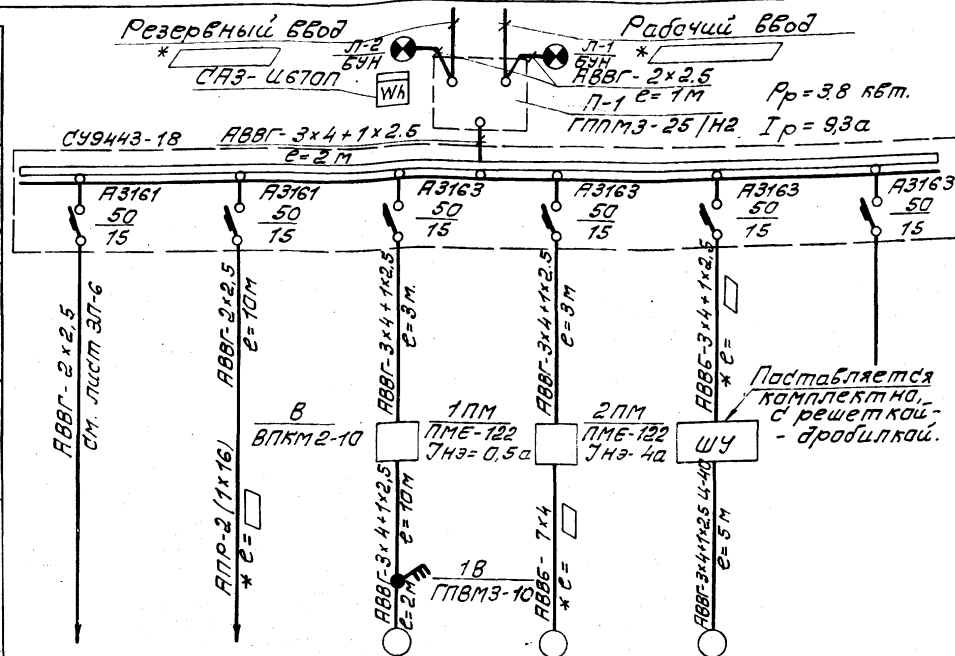 Резервный ввод
Рабочий ввод
*
Л-2
БУН
Л-1
БУН
*
САЗ-И670П
Wh
АВВГ-2×2.5
е=1м
П-1
ГППМЗ-25/Н2
Рр=3,8 квт.
Iр=9,3а
СУ9443-18
АВВГ-3×4+1×2.5
е=2м
А3161
50
15
А3161
50
15
А3163
50
15
А3163
50
15
А3163
50
15
А3163
50
15
АВВГ-2×2,5
см. лист ЭЛ-6
АВВГ-2×2,5
е=10м
АПР-2(1×16)
* е=
В
ВПКМ2-10
АВВГ-3×4+1×2,5
е=3м.
1ПМ
ПМЕ-122
Iнэ=0,5а
АВВГ-3×4+1×2,5
е=10м
АВВГ-3×4+1×2,5
е=2м
1В
ГПВМЗ-10
АВВГ-3×4+1×2.5
е=3м
2ПМ
ПМЕ-122
Iнэ-4а
АВВБ-7×4
* е=
АВВБ-3×4+1×2.5
* е=
ШУ
Поставляется
комплектна,
с решеткой-
-дробилкой.
АВВГ-3×4+1×2.5 Ц-40
е=5м